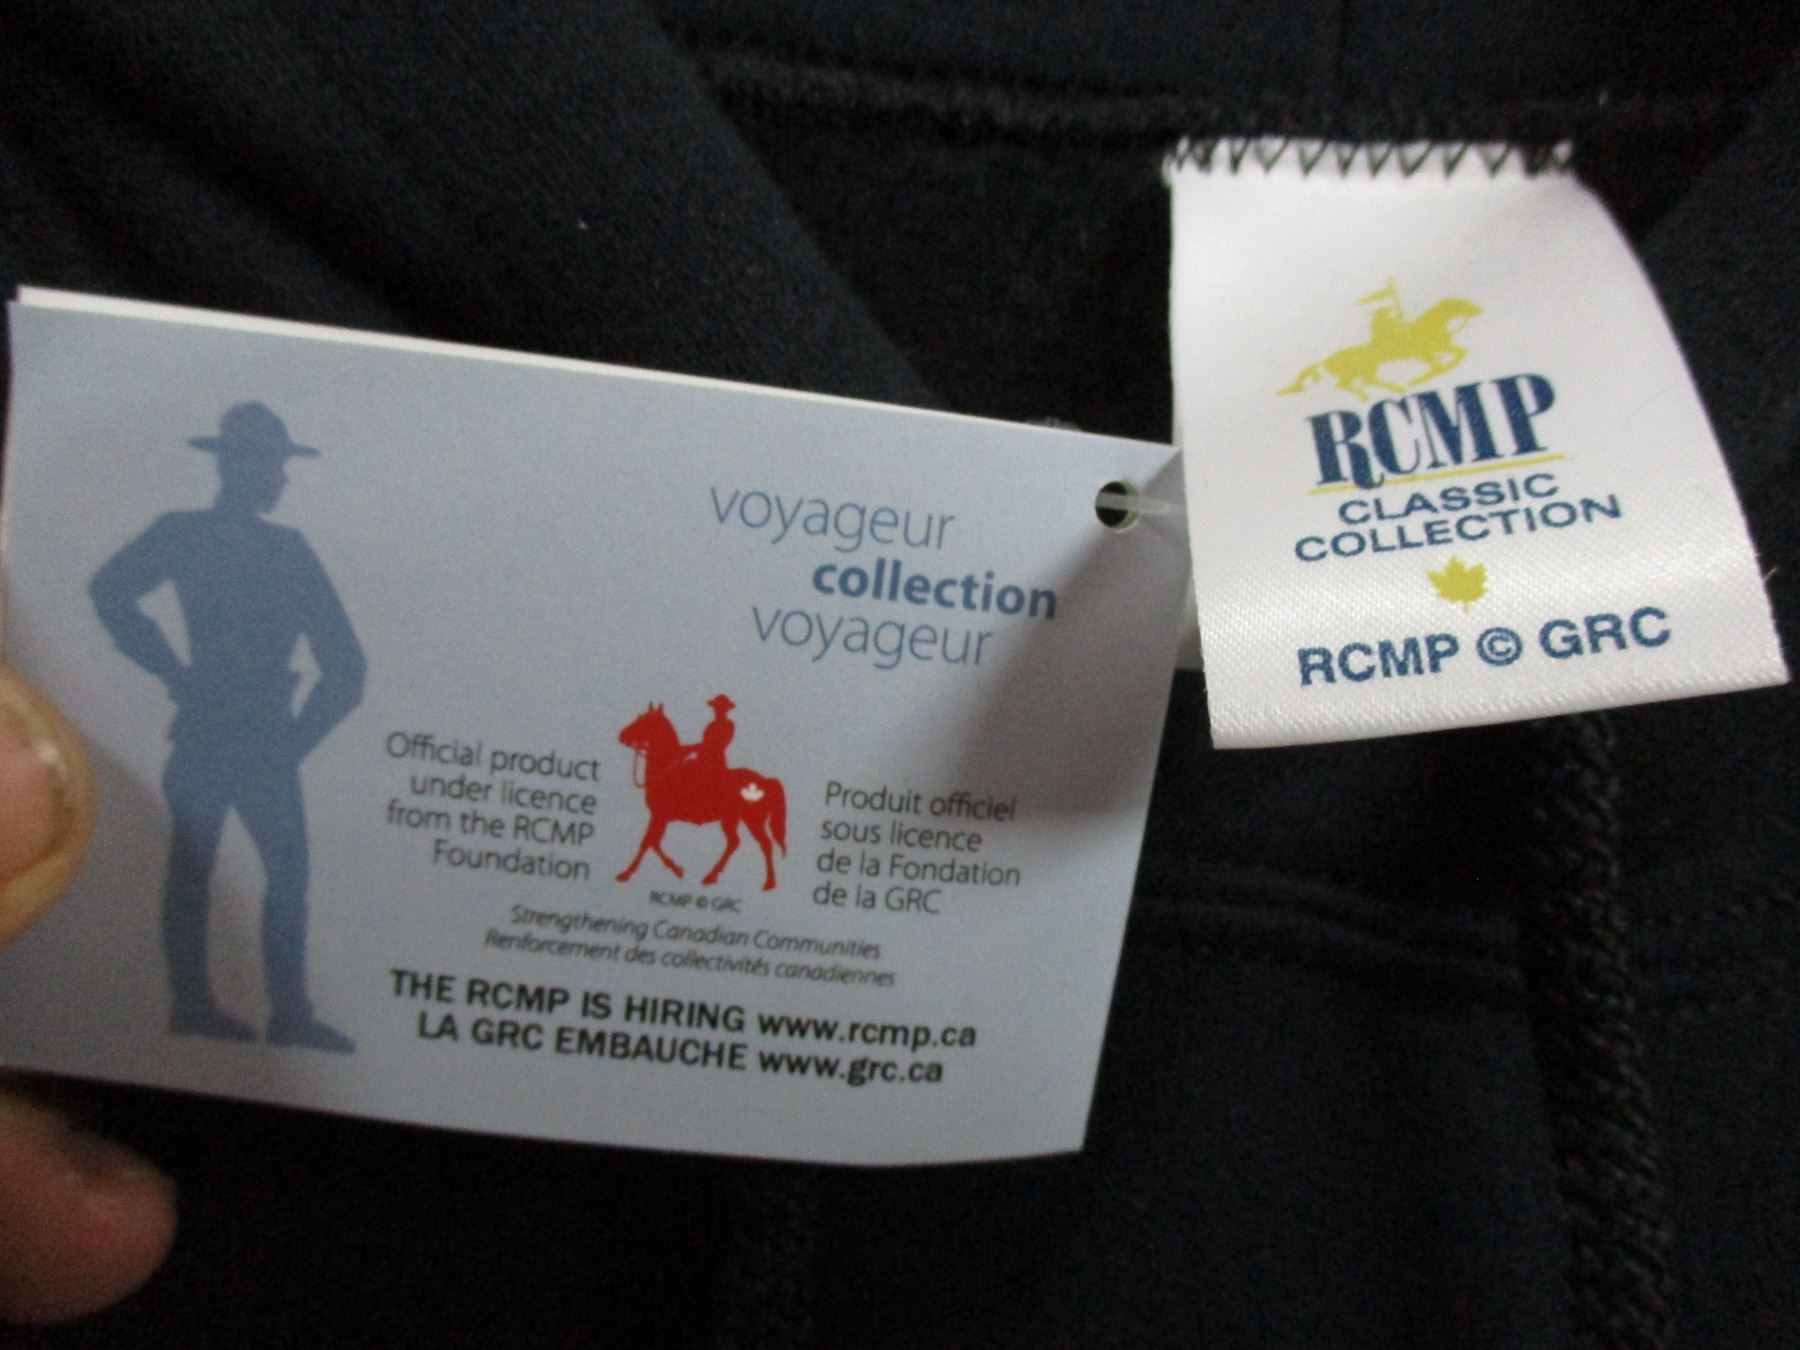 voyageur
collection
voyageur
Official product
under licence
from the RCMP
Foundation
RCMP © GRC
Produit officiel
sous licence
de la Fondation
de la GRC
Strengthening Canadian Communities
Renforcement des collectivités canadiennes
THE RCMP IS HIRING www.rcmp.ca
LA GRC EMBAUCHE www.grc.ca
RCMP
CLASSIC
COLLECTION
RCMP © GRC